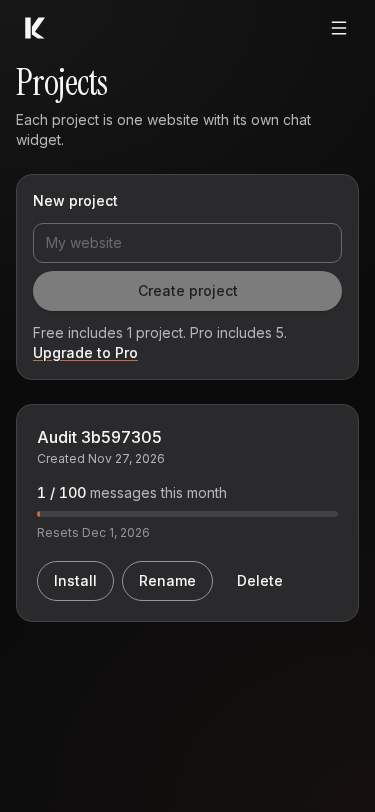 K
Projects
Each project is one website with its own chat
widget.
New project
My website
Create project
Free includes 1 project. Pro includes 5.
Upgrade to Pro
Audit 3b597305
Created Nov 27, 2026
1 / 100 messages this month
Resets Dec 1, 2026
Install Rename Delete